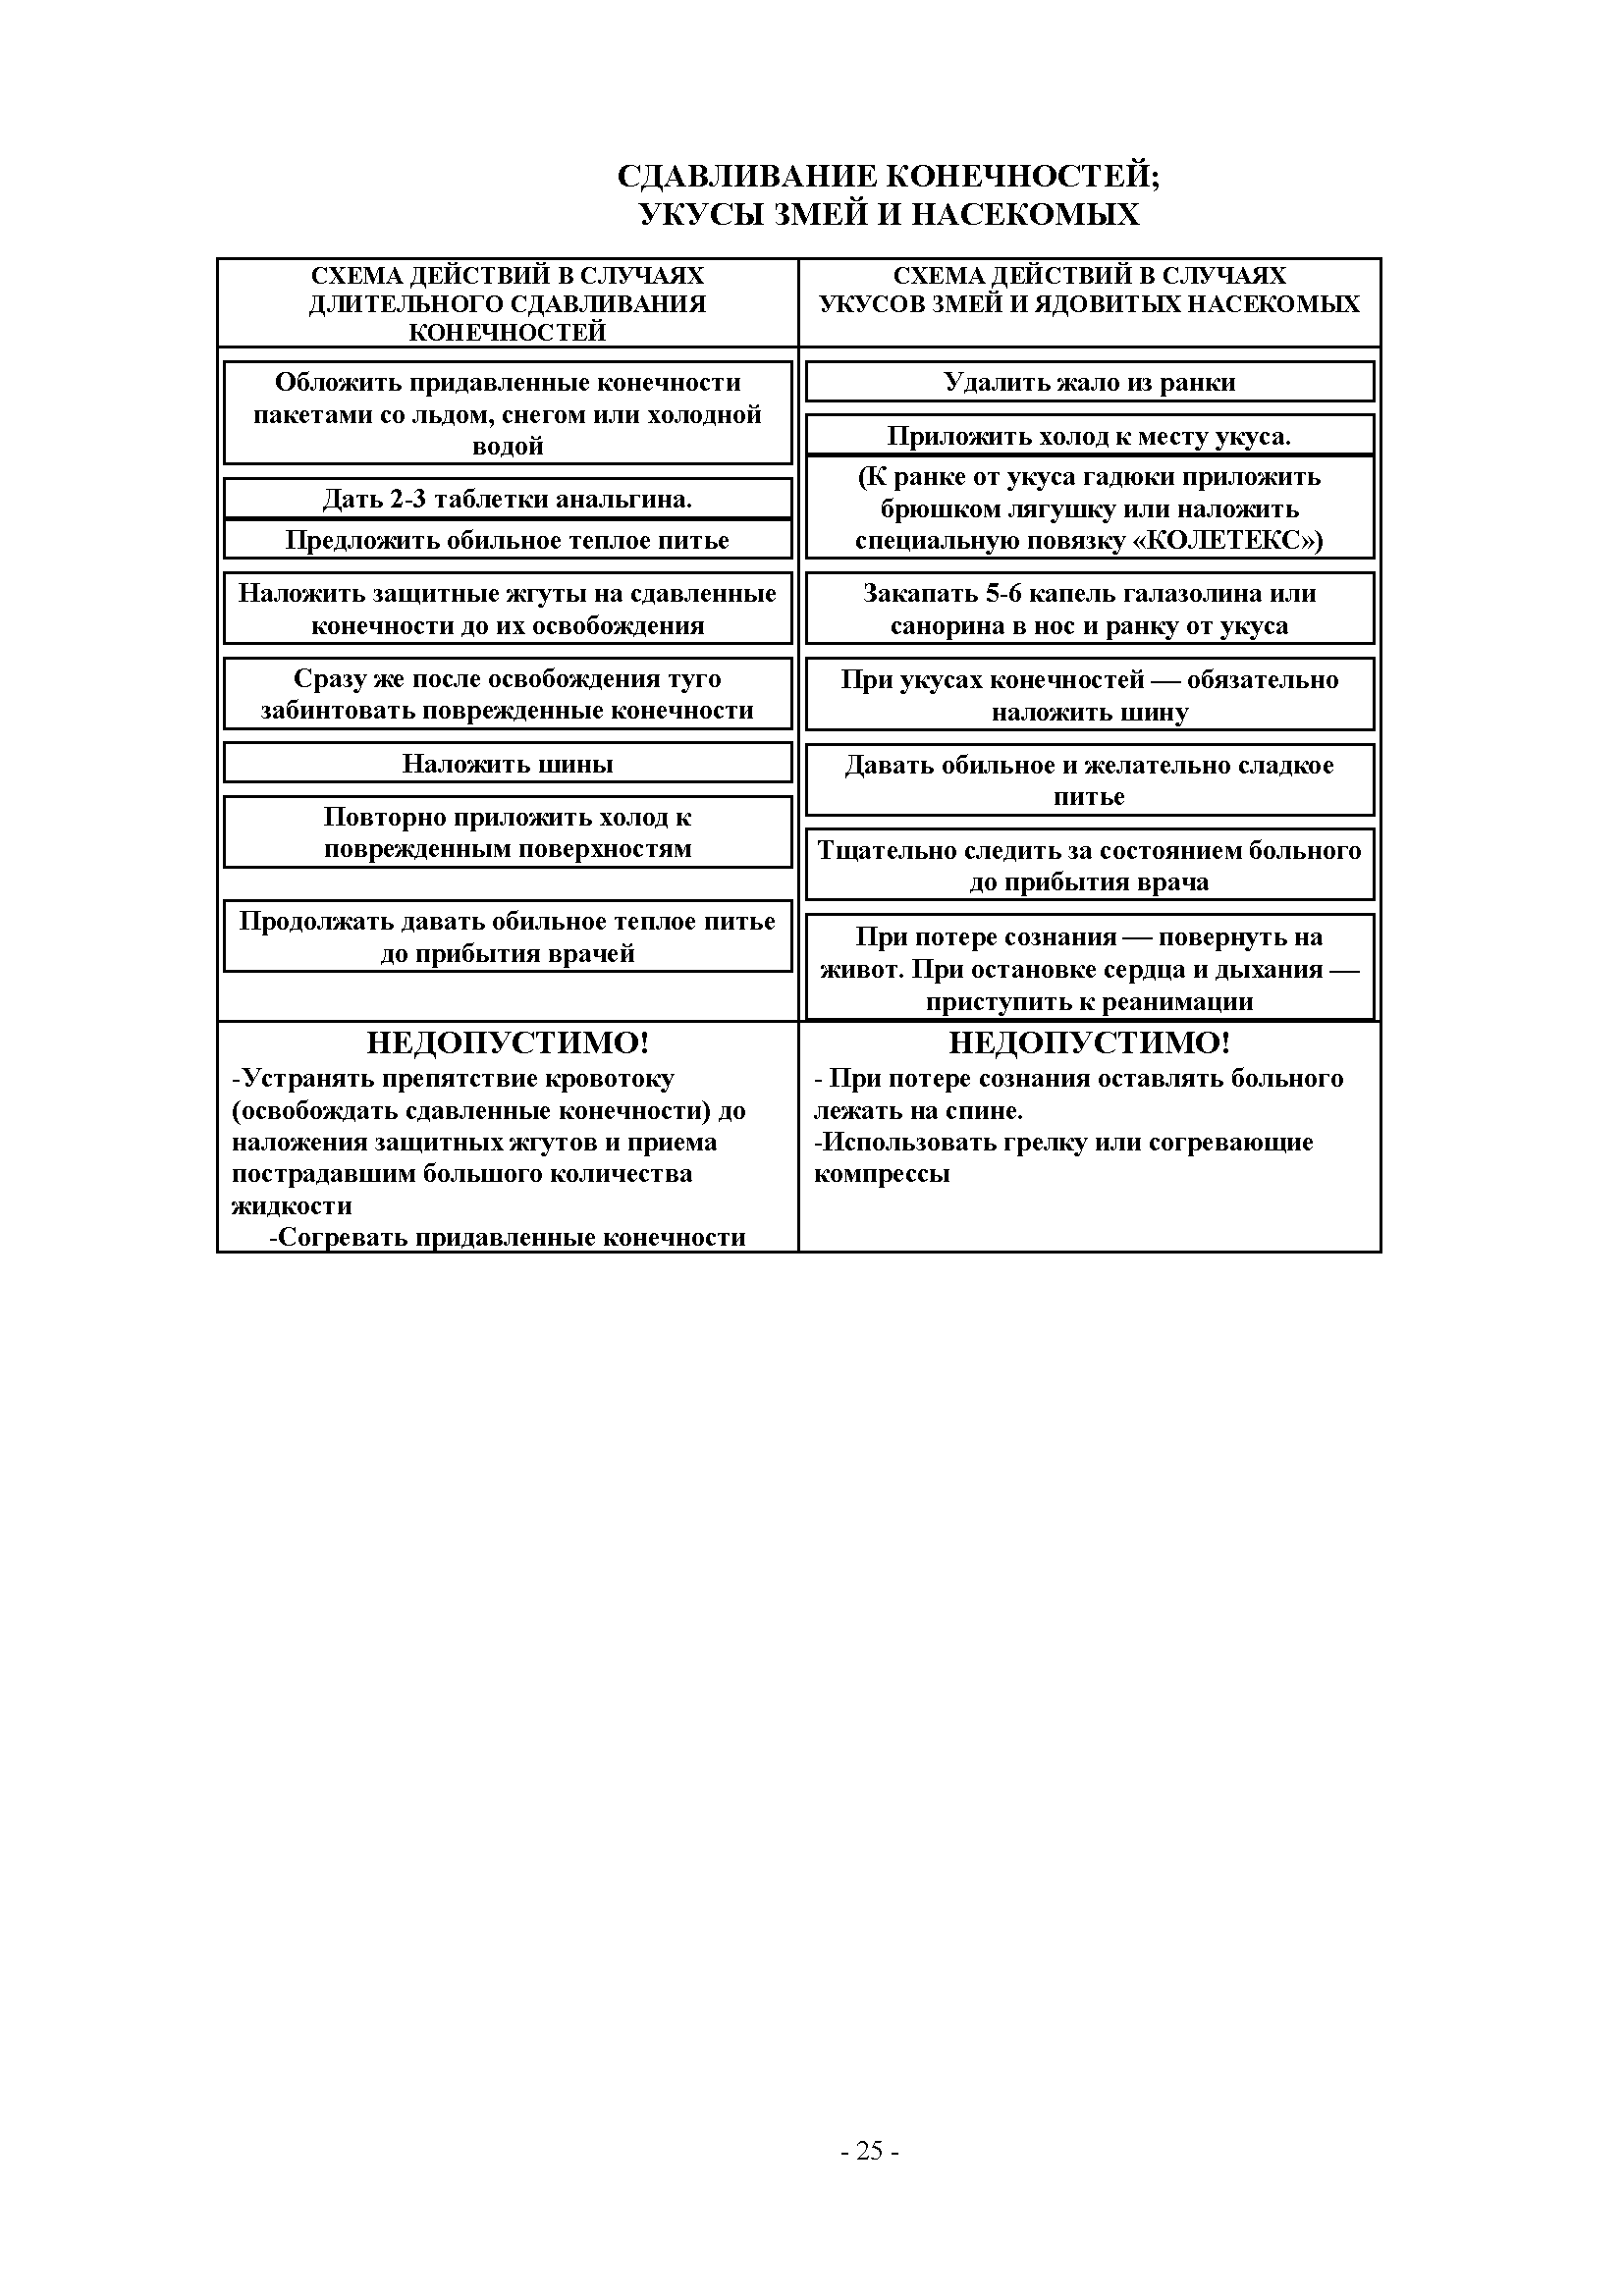 СДАВЛИВАНИЕ КОНЕЧНОСТЕЙ;
УКУСЫ ЗМЕЙ И НАСЕКОМЫХ
СХЕМА ДЕЙСТВИЙ В СЛУЧАЯХ
ДЛИТЕЛЬНОГО СДАВЛИВАНИЯ
КОНЕЧНОСТЕЙ
Обложить придавленные конечности
пакетами со льдом, снегом или холодной
водой
Дать 2-3 таблетки анальгина.
Предложить обильное теплое питье
Наложить защитные жгуты на сдавленные
конечности до их освобождения
Сразу же после освобождения туго
забинтовать поврежденные конечности
Наложить шины
Повторно приложить холод к
поврежденным поверхностям
Продолжать давать обильное теплое питье
до прибытия врачей
НЕДОПУСТИМО!
-Устранять препятствие кровотоку
(освобождать сдавленные конечности) до
наложения защитных жгутов и приема
пострадавшим большого количества
жидкости
-Согревать придавленные конечности
СХЕМА ДЕЙСТВИЙ В СЛУЧАЯХ
УКУСОВ ЗМЕЙ И ЯДОВИТЫХ НАСЕКОМЫХ
Удалить жало из ранки
Приложить холод к месту укуса.
(К ранке от укуса гадюки приложить
брюшком лягушку или наложить
специальную повязку «КОЛЕТЕКС»)
Закапать 5-6 капель галазолина или
санорина в нос и ранку от укуса
При укусах конечностей — обязательно
наложить шину
Давать обильное и желательно сладкое
питье
Тщательно следить за состоянием больного
до прибытия врача
При потере сознания — повернуть на
живот. При остановке сердца и дыхания —
приступить к реанимации
НЕДОПУСТИМО!
- При потере сознания оставлять больного
лежать на спине.
-Использовать грелку или согревающие
компрессы
- 25 -